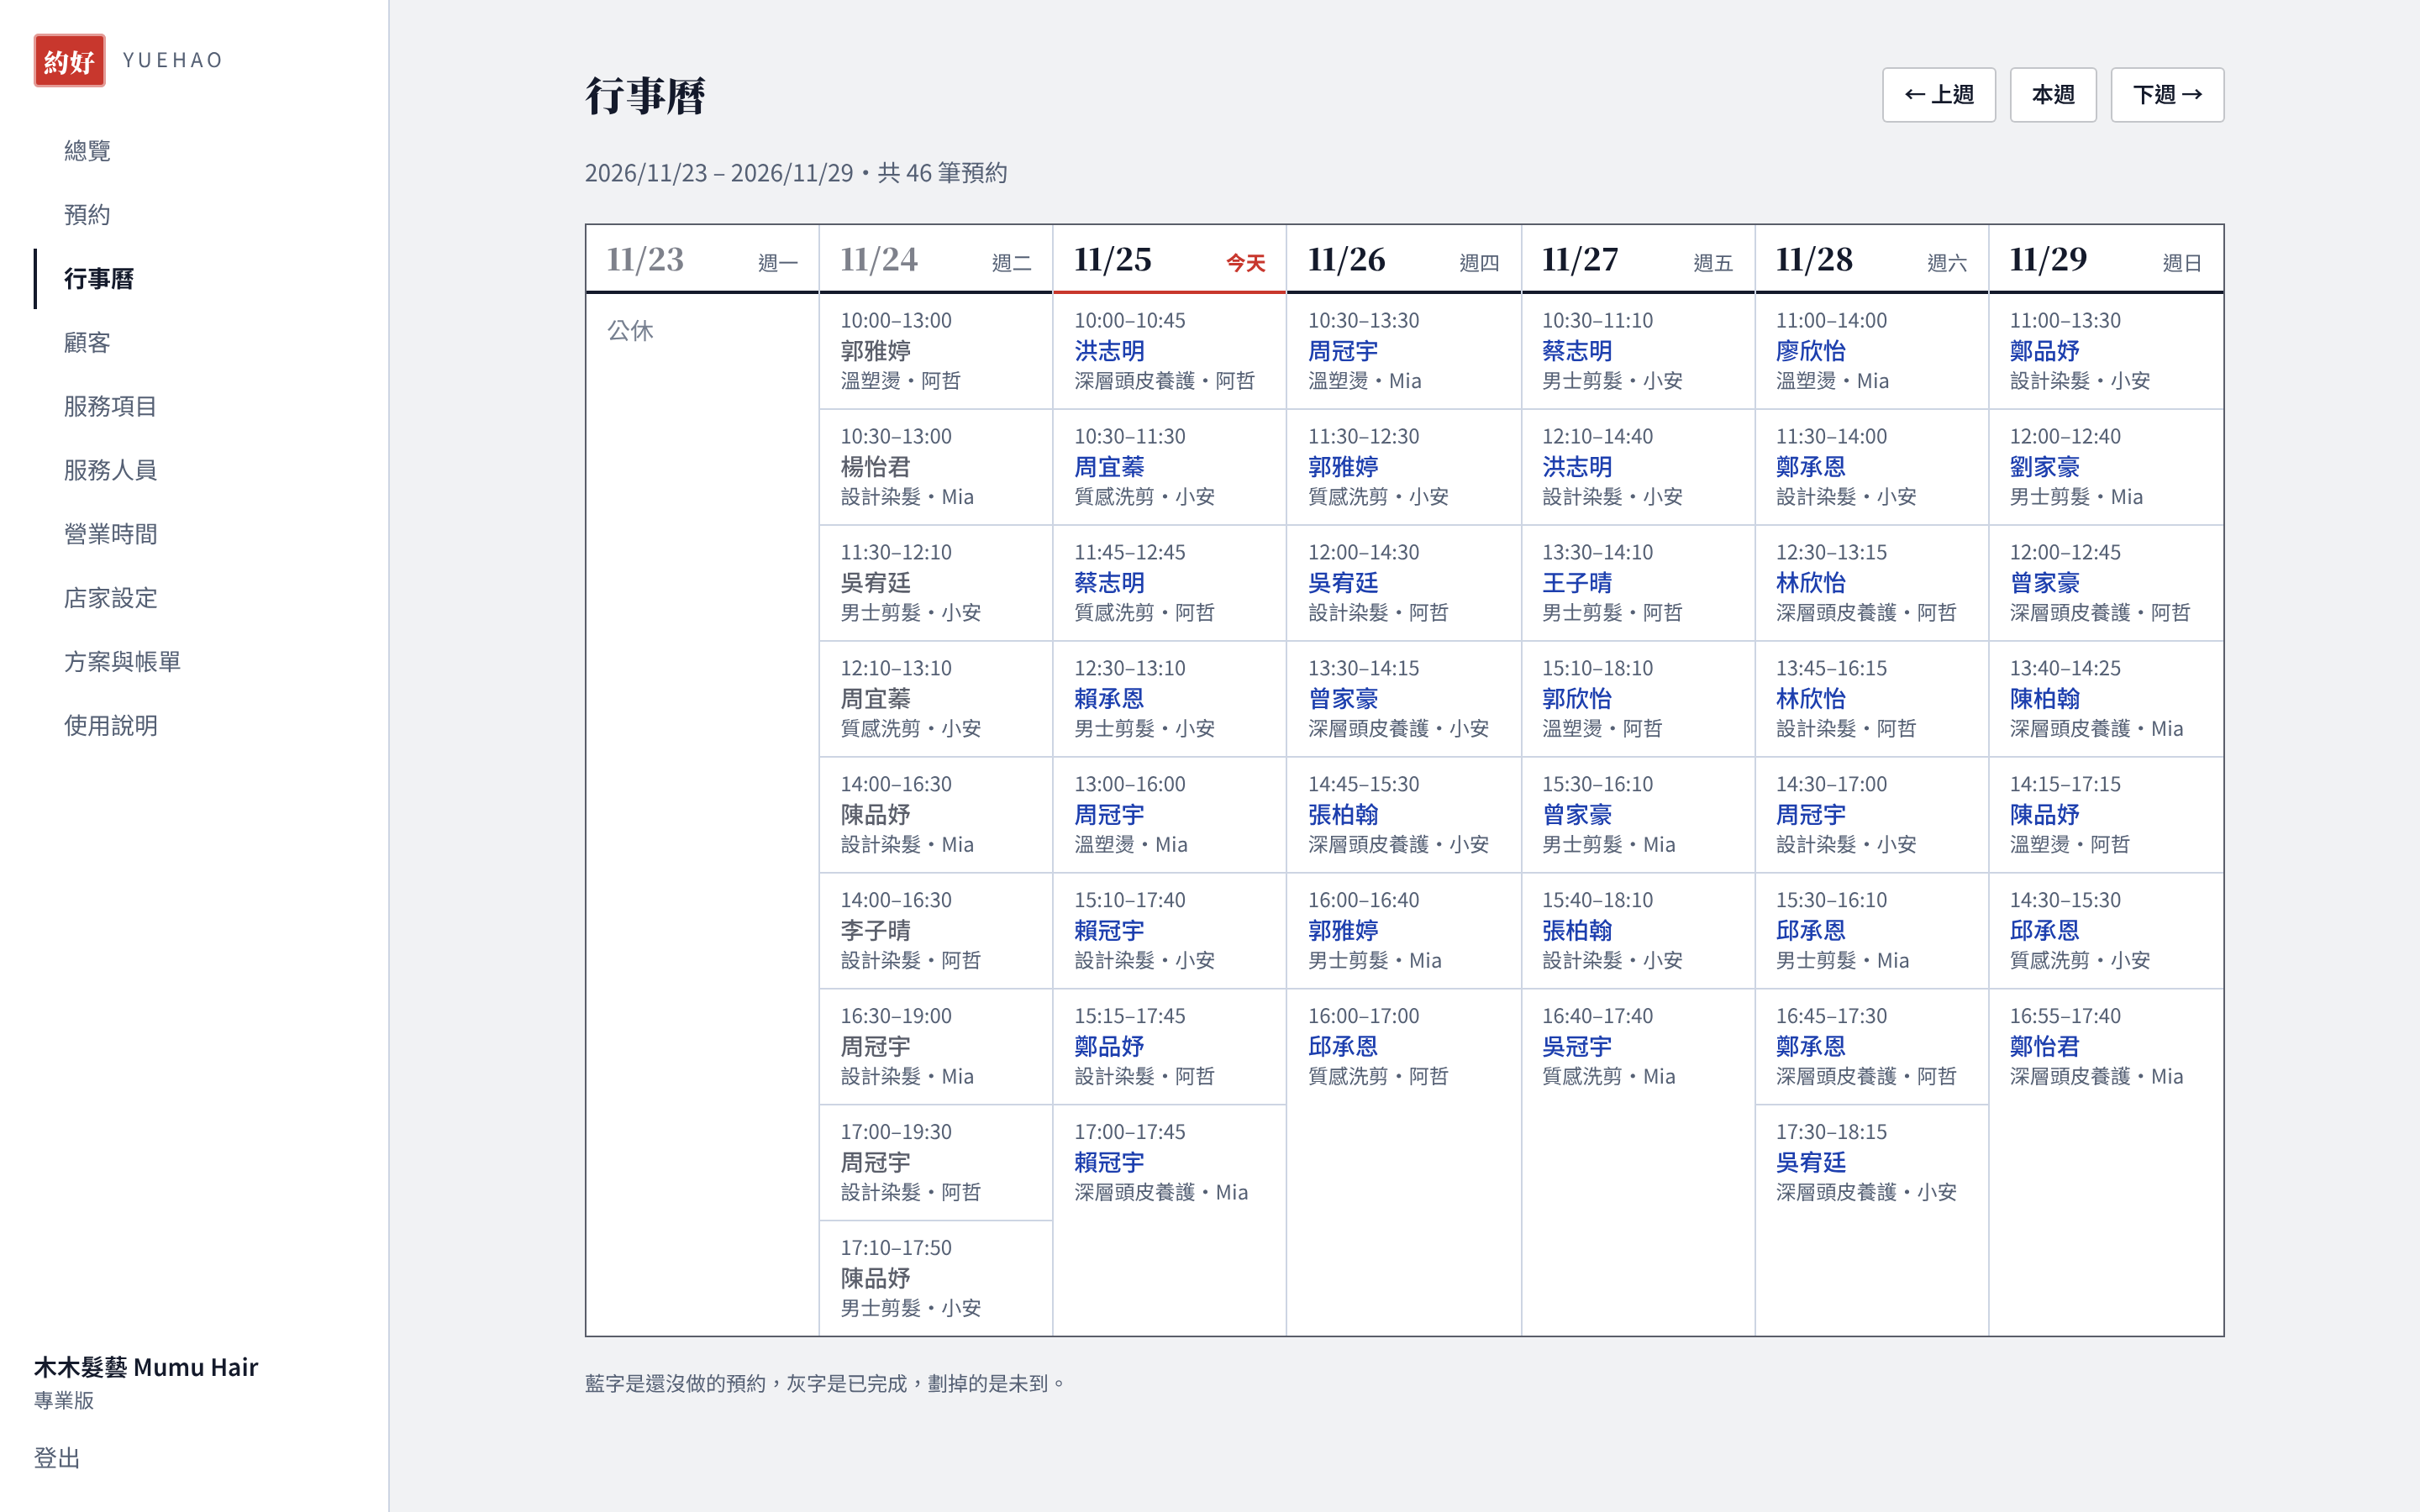 約好 YUEHAO
總覽
預約
行事曆
顧客
服務項目
服務人員
營業時間
店家設定
方案與帳單
使用說明
木木髮藝 Mumu Hair
專業版
登出
行事曆
← 上週
本週
下週 →
2026/11/23 – 2026/11/29・共 46 筆預約
11/23 週一
公休
11/24 週二
10:00–13:00
郭雅婷
溫塑燙・阿哲
10:30–13:00
楊怡君
設計染髮・Mia
11:30–12:10
吳宥廷
男士剪髮・小安
12:10–13:10
周宜蓁
質感洗剪・小安
14:00–16:30
陳品妤
設計染髮・Mia
14:00–16:30
李子晴
設計染髮・阿哲
16:30–19:00
周冠宇
設計染髮・Mia
17:00–19:30
周冠宇
設計染髮・阿哲
17:10–17:50
陳品妤
男士剪髮・小安
11/25 今天
10:00–10:45
洪志明
深層頭皮養護・阿哲
10:30–11:30
周宜蓁
質感洗剪・小安
11:45–12:45
蔡志明
質感洗剪・阿哲
12:30–13:10
賴承恩
男士剪髮・小安
13:00–16:00
周冠宇
溫塑燙・Mia
15:10–17:40
賴冠宇
設計染髮・小安
15:15–17:45
鄭品妤
設計染髮・阿哲
17:00–17:45
賴冠宇
深層頭皮養護・Mia
11/26 週四
10:30–13:30
周冠宇
溫塑燙・Mia
11:30–12:30
郭雅婷
質感洗剪・小安
12:00–14:30
吳宥廷
設計染髮・阿哲
13:30–14:15
曾家豪
深層頭皮養護・小安
14:45–15:30
張柏翰
深層頭皮養護・小安
16:00–16:40
郭雅婷
男士剪髮・Mia
16:00–17:00
邱承恩
質感洗剪・阿哲
11/27 週五
10:30–11:10
蔡志明
男士剪髮・小安
12:10–14:40
洪志明
設計染髮・小安
13:30–14:10
王子晴
男士剪髮・阿哲
15:10–18:10
郭欣怡
溫塑燙・阿哲
15:30–16:10
曾家豪
男士剪髮・Mia
15:40–18:10
張柏翰
設計染髮・小安
16:40–17:40
吳冠宇
質感洗剪・Mia
11/28 週六
11:00–14:00
廖欣怡
溫塑燙・Mia
11:30–14:00
鄭承恩
設計染髮・小安
12:30–13:15
林欣怡
深層頭皮養護・阿哲
13:45–16:15
林欣怡
設計染髮・阿哲
14:30–17:00
周冠宇
設計染髮・小安
15:30–16:10
邱承恩
男士剪髮・Mia
16:45–17:30
鄭承恩
深層頭皮養護・阿哲
17:30–18:15
吳宥廷
深層頭皮養護・小安
11/29 週日
11:00–13:30
鄭品妤
設計染髮・小安
12:00–12:40
劉家豪
男士剪髮・Mia
12:00–12:45
曾家豪
深層頭皮養護・阿哲
13:40–14:25
陳柏翰
深層頭皮養護・Mia
14:15–17:15
陳品妤
溫塑燙・阿哲
14:30–15:30
邱承恩
質感洗剪・小安
16:55–17:40
鄭怡君
深層頭皮養護・Mia
藍字是還沒做的預約，灰字是已完成，劃掉的是未到。